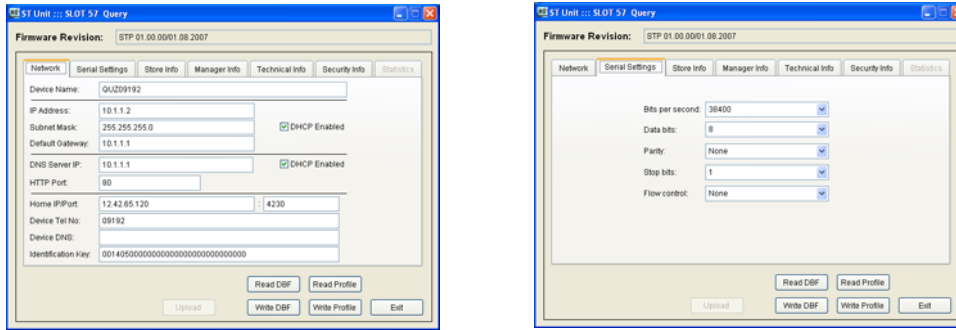 ST Unit ::: SLOT 57 Query
Firmware Revision: STP 01.00.00/01.08.2007
Network Serial Settings Store Info Manager Info Technical Info Security Info Statistics
Device Name: QUZ09192
IP Address: 10.1.1.2
Subnet Mask: 255.255.255.0 DHCP Enabled
Default Gateway: 10.1.1.1
DNS Server IP: 10.1.1.1 DHCP Enabled
HTTP Port: 80
Home IP/Port: 12.42.65.120 : 4230
Device Tel No: 09192
Device DNS:
Identification Key:
Read DBF Read Profile
Upload Write DBF Write Profile Exit
ST Unit ::: SLOT 57 Query
Firmware Revision: STP 01.00.00/01.08.2007
Network Serial Settings Store Info Manager Info Technical Info Security Info Statistics
Bits per second: 38400
Data bits: 8
Parity: None
Stop bits: 1
Flow control: None
Read DBF Read Profile
Upload Write DBF Write Profile Exit